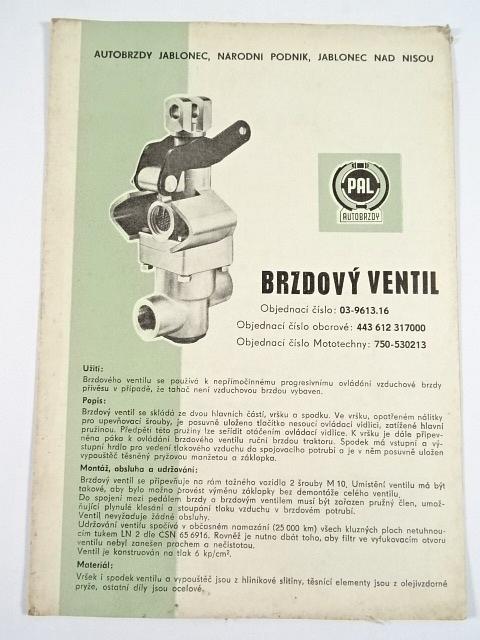 AUTOBRZDY JABLONEC, NÁRODNÍ PODNIK, JABLONEC NAD NISOU
PAL
AUTOBRZDY
BRZDOVÝ VENTIL
Objednací číslo: 03-9613.16
Objednací číslo oborové: 443 612 317000
Objednací číslo Mototechny: 750-530213
Užití:
Brzdového ventilu se používá k nepřímočinnému progresivnímu ovládání vzduchové brzdy
přívěsu v případě, že tahač není vzduchovou brzdou vybaven.
Popis:
Brzdový ventil se skládá ze dvou hlavních částí, vršku a spodku. Ve vršku, opatřeném nálitky
pro upevňovací šrouby, je posuvně uloženo tlačítko nesoucí ovládací vidlici, zatížené hlavní
pružinou. Předpětí této pružiny lze seřídit otáčením ovládací vidlice. K vršku je dále připev-
něna páka k ovládání brzdového ventilu ruční brzdou traktoru. Spodek má vstupní a vý-
stupní hrdlo pro vedení tlakového vzduchu do spojovacího potrubí a je v něm posuvně uložen
vypouštěč těsněný pryžovou manžetou a záklopka.
Montáž, obsluha a udržování:
Brzdový ventil se připevňuje na rám tažného vozidla 2 šrouby M 10. Umístění ventilu má být
takové, aby bylo možno provést výměnu záklopky bez demontáže celého ventilu.
Do spojení mezi pedálem brzdy a brzdovým ventilem musí být zařazen pružný člen, umož-
ňující plynulé klesání a stoupání tlaku vzduchu v brzdovém potrubí.
Ventil nevyžaduje žádné obsluhy.
Udržování ventilu spočívá v občasném namazání (25 000 km) všech kluzných ploch netuhnou-
cím tukem LN 2 dle ČSN 65 6916. Rovněž je nutno dbát toho, aby filtr ve vyfukovacím otvoru
ventilu nebyl zanešen prachem a nečistotou.
Ventil je konstruován na tlak 6 kp/cm².
Materiál:
Vršek i spodek ventilu a vypouštěč jsou z hliníkové slitiny, těsnící elementy jsou z olejivzdorné
pryže, ostatní díly jsou ocelové.